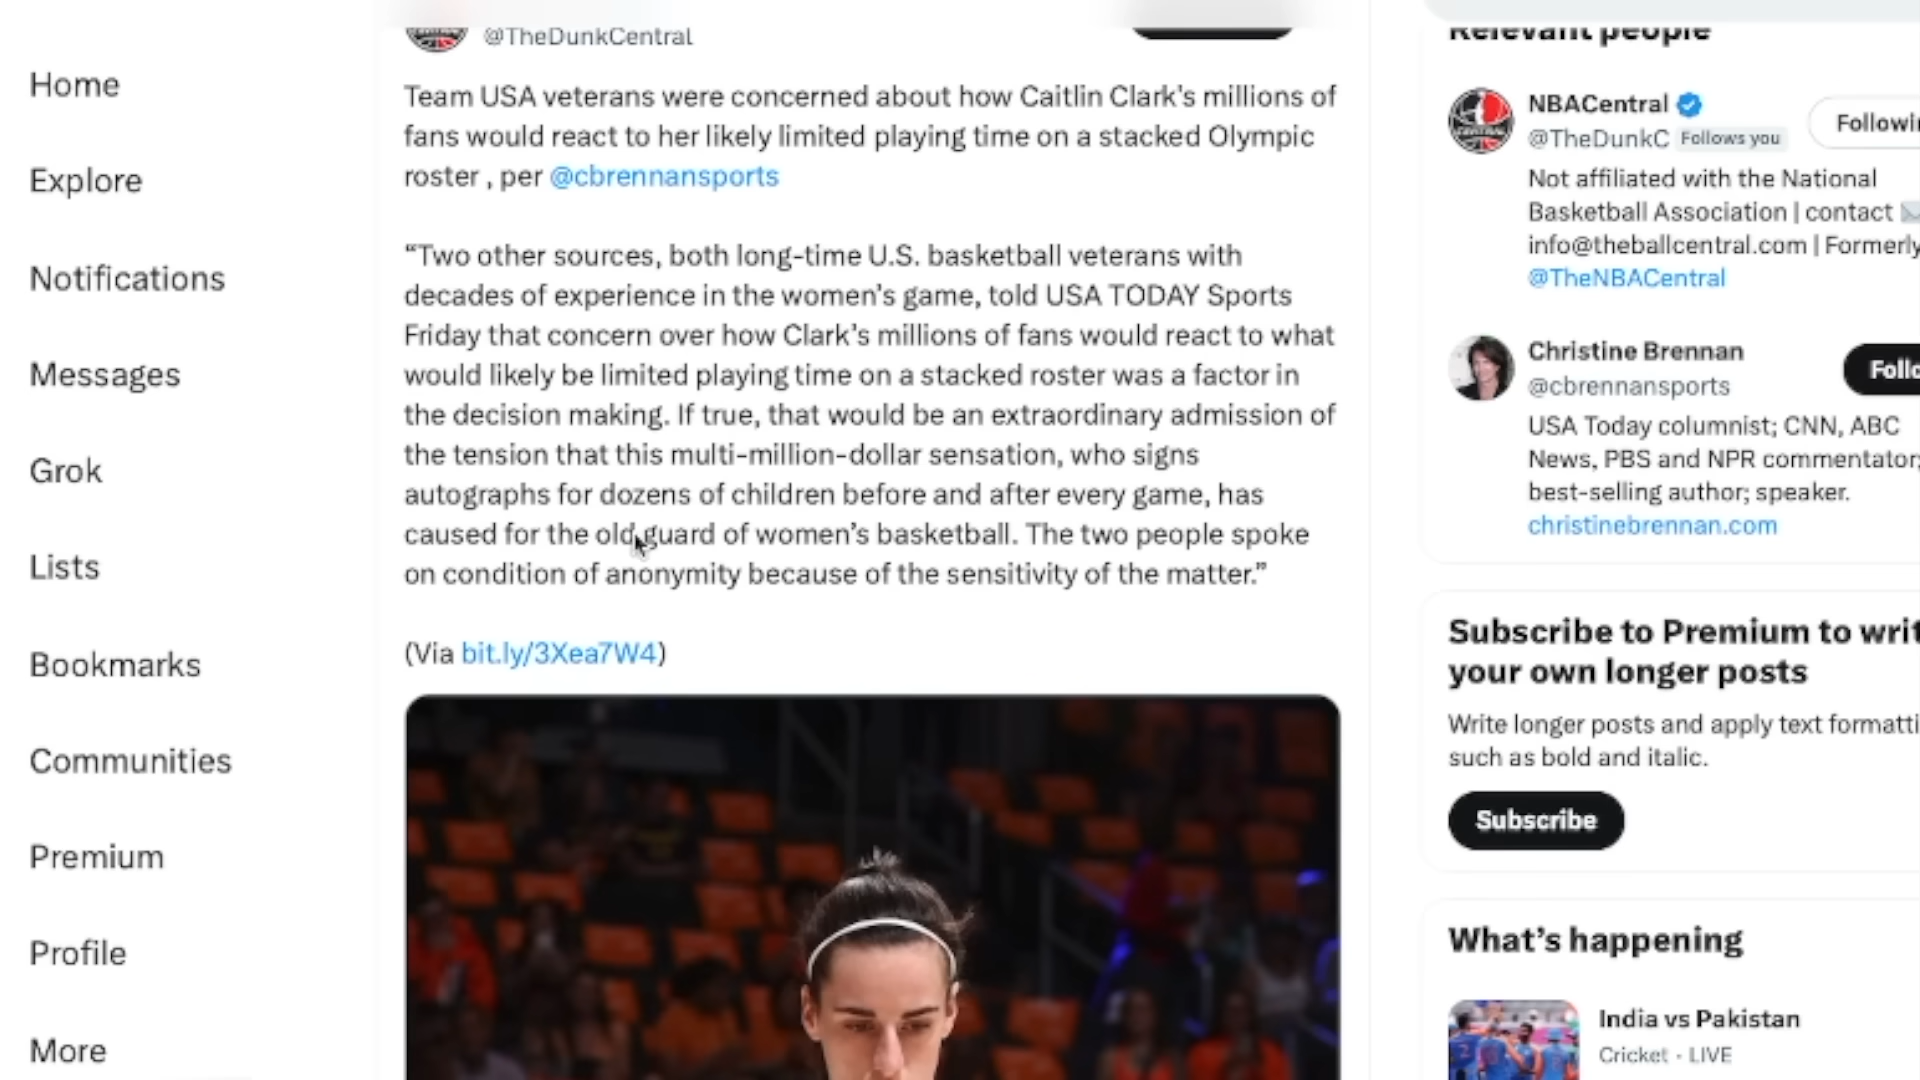 Home
Explore
Notifications
Messages
Grok
Lists
Bookmarks
Communities
Premium
Profile
More
@TheDunkCentral
Team USA veterans were concerned about how Caitlin Clark's millions of
fans would react to her likely limited playing time on a stacked Olympic
roster , per @cbrennansports
“Two other sources, both long-time U.S. basketball veterans with
decades of experience in the women’s game, told USA TODAY Sports
Friday that concern over how Clark’s millions of fans would react to what
would likely be limited playing time on a stacked roster was a factor in
the decision making. If true, that would be an extraordinary admission of
the tension that this multi-million-dollar sensation, who signs
autographs for dozens of children before and after every game, has
caused for the old guard of women’s basketball. The two people spoke
on condition of anonymity because of the sensitivity of the matter.”
(Via bit.ly/3Xea7W4)
Relevant people
NBACentral
@TheDunkC Follows you
Not affiliated with the National
Basketball Association | contact
info@theballcentral.com | Formerly
@TheNBACentral
Christine Brennan
@cbrennansports
USA Today columnist; CNN, ABC
News, PBS and NPR commentator;
best-selling author; speaker.
christinebrennan.com
Subscribe to Premium to
your own longer posts
Write longer posts and apply text
such as bold and italic.
Subscribe
What’s happening
India vs Pakistan
Cricket · LIVE